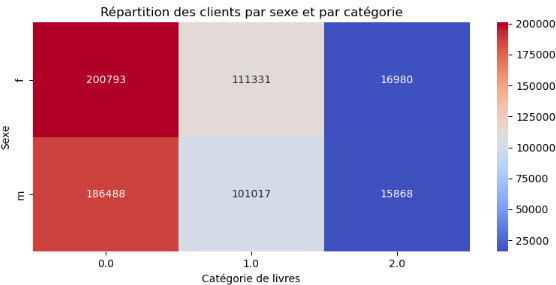 Répartition des clients par sexe et par catégorie
f
200793 111331 16980
m
186488 101017 15868
Sexe
0.0 1.0 2.0
Catégorie de livres
200000
175000
150000
125000
100000
75000
50000
25000